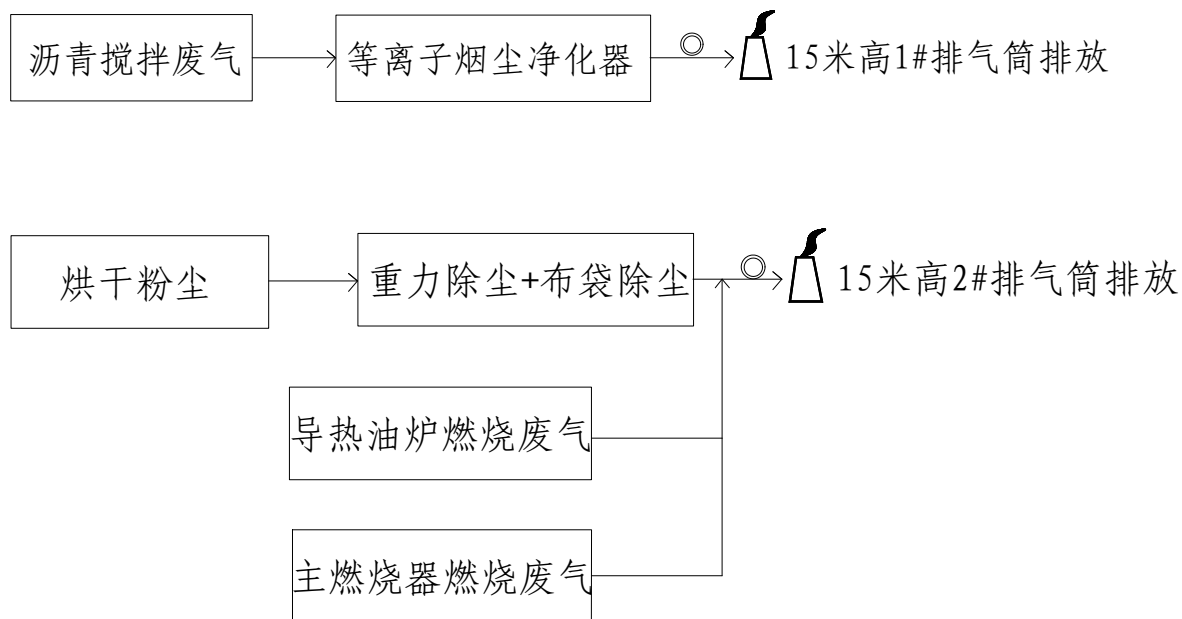 沥青搅拌废气
等离子烟尘净化器
15米高1#排气筒排放
烘干粉尘
重力除尘+布袋除尘
15米高2#排气筒排放
导热油炉燃烧废气
主燃烧器燃烧废气